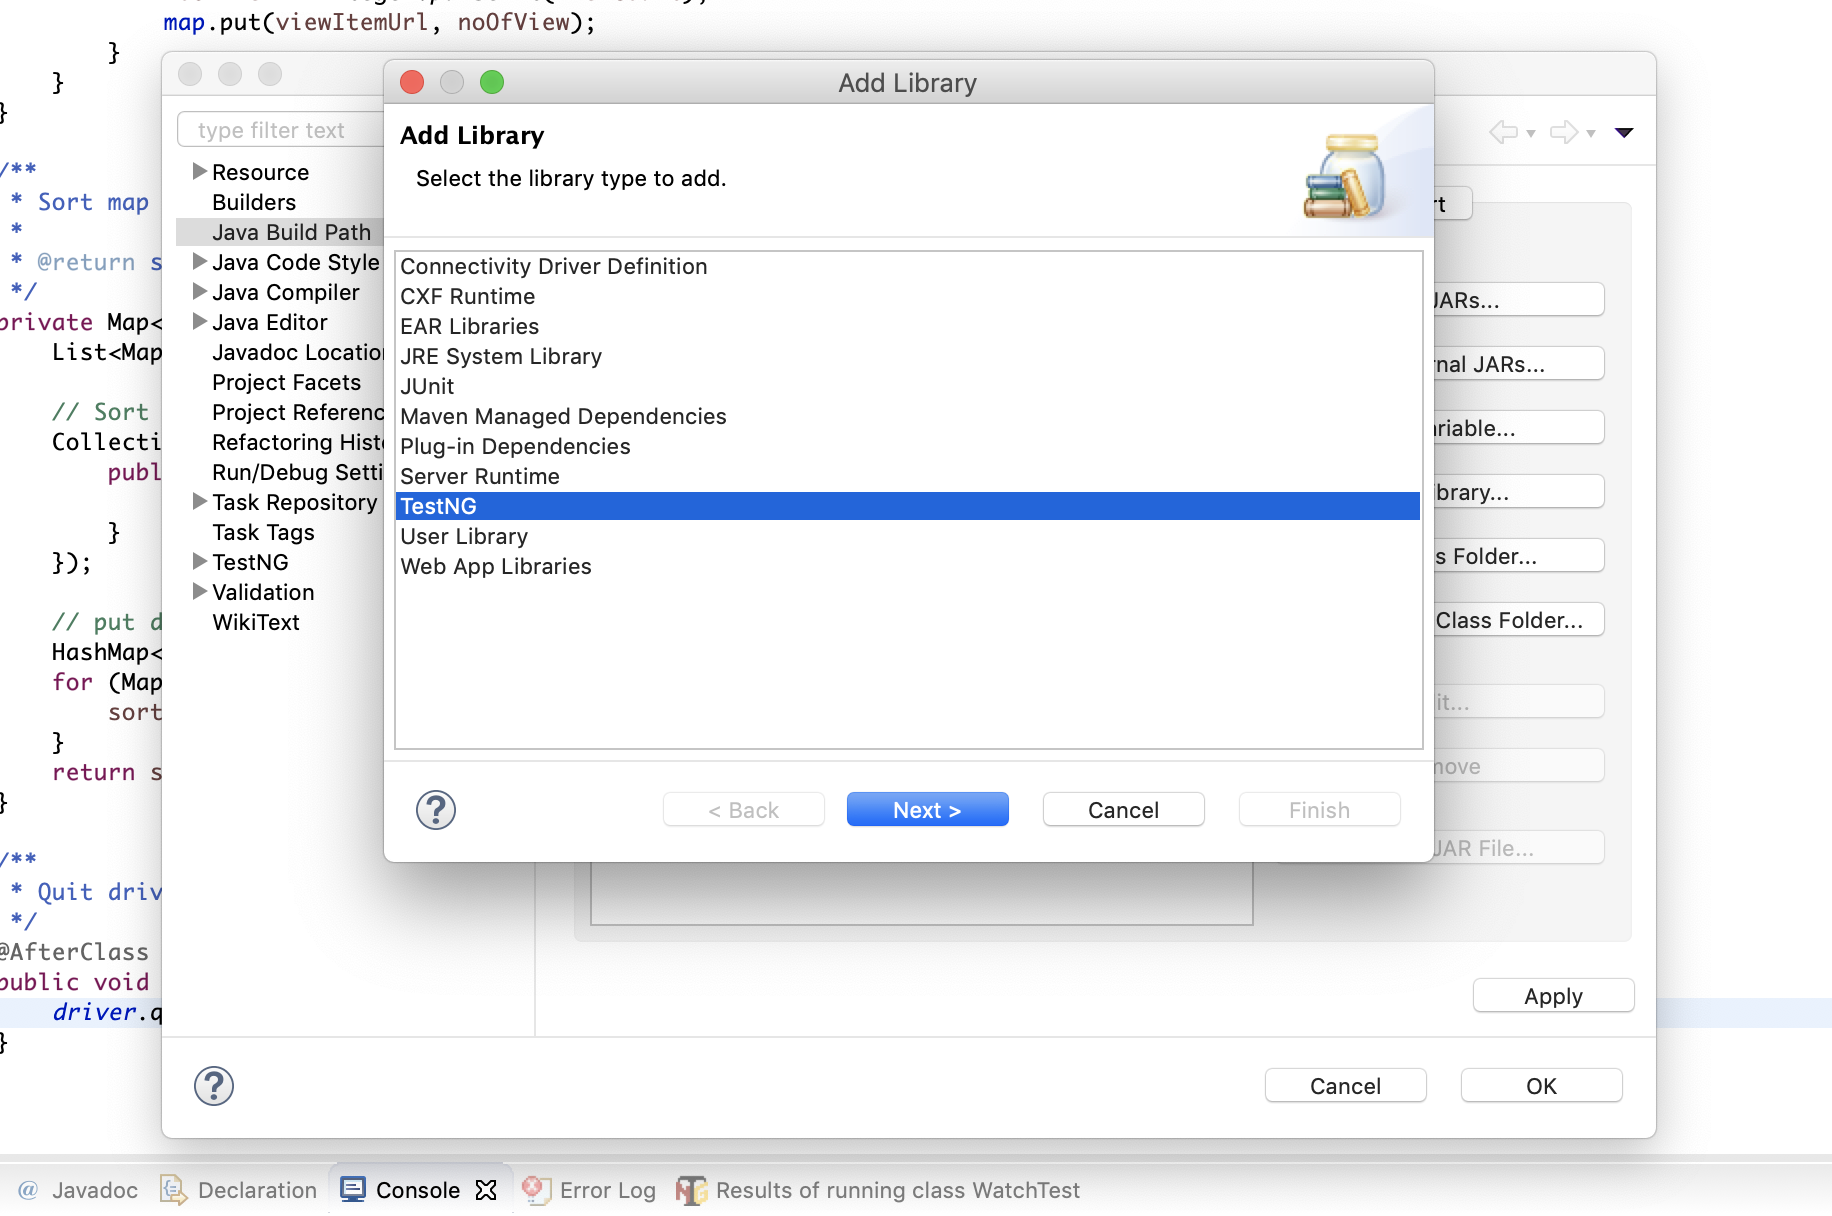 map.put(viewItemUrl, noOfView);
}
}
}
/**
* Sort map
*
* @return s
*/
private Map<
List<Map
// Sort
Collecti
publ
}
});
// put d
HashMap<
for (Map
sort
}
return s
}
/**
* Quit driv
*/
@AfterClass
public void
driver.q
}
type filter text
Resource
Builders
Java Build Path
Java Code Style
Java Compiler
Java Editor
Javadoc Location
Project Facets
Project Referenc
Refactoring Histo
Run/Debug Setti
Task Repository
Task Tags
TestNG
Validation
WikiText
Add Library
Add Library
Select the library type to add.
Connectivity Driver Definition
CXF Runtime
EAR Libraries
JRE System Library
JUnit
Maven Managed Dependencies
Plug-in Dependencies
Server Runtime
TestNG
User Library
Web App Libraries
?
< Back
Next >
Cancel
Finish
rt
JARs...
rnal JARs...
ariable...
ibrary...
s Folder...
Class Folder...
it...
move
JAR File...
Apply
?
Cancel
OK
@ Javadoc
Declaration
Console
Error Log
Results of running class WatchTest